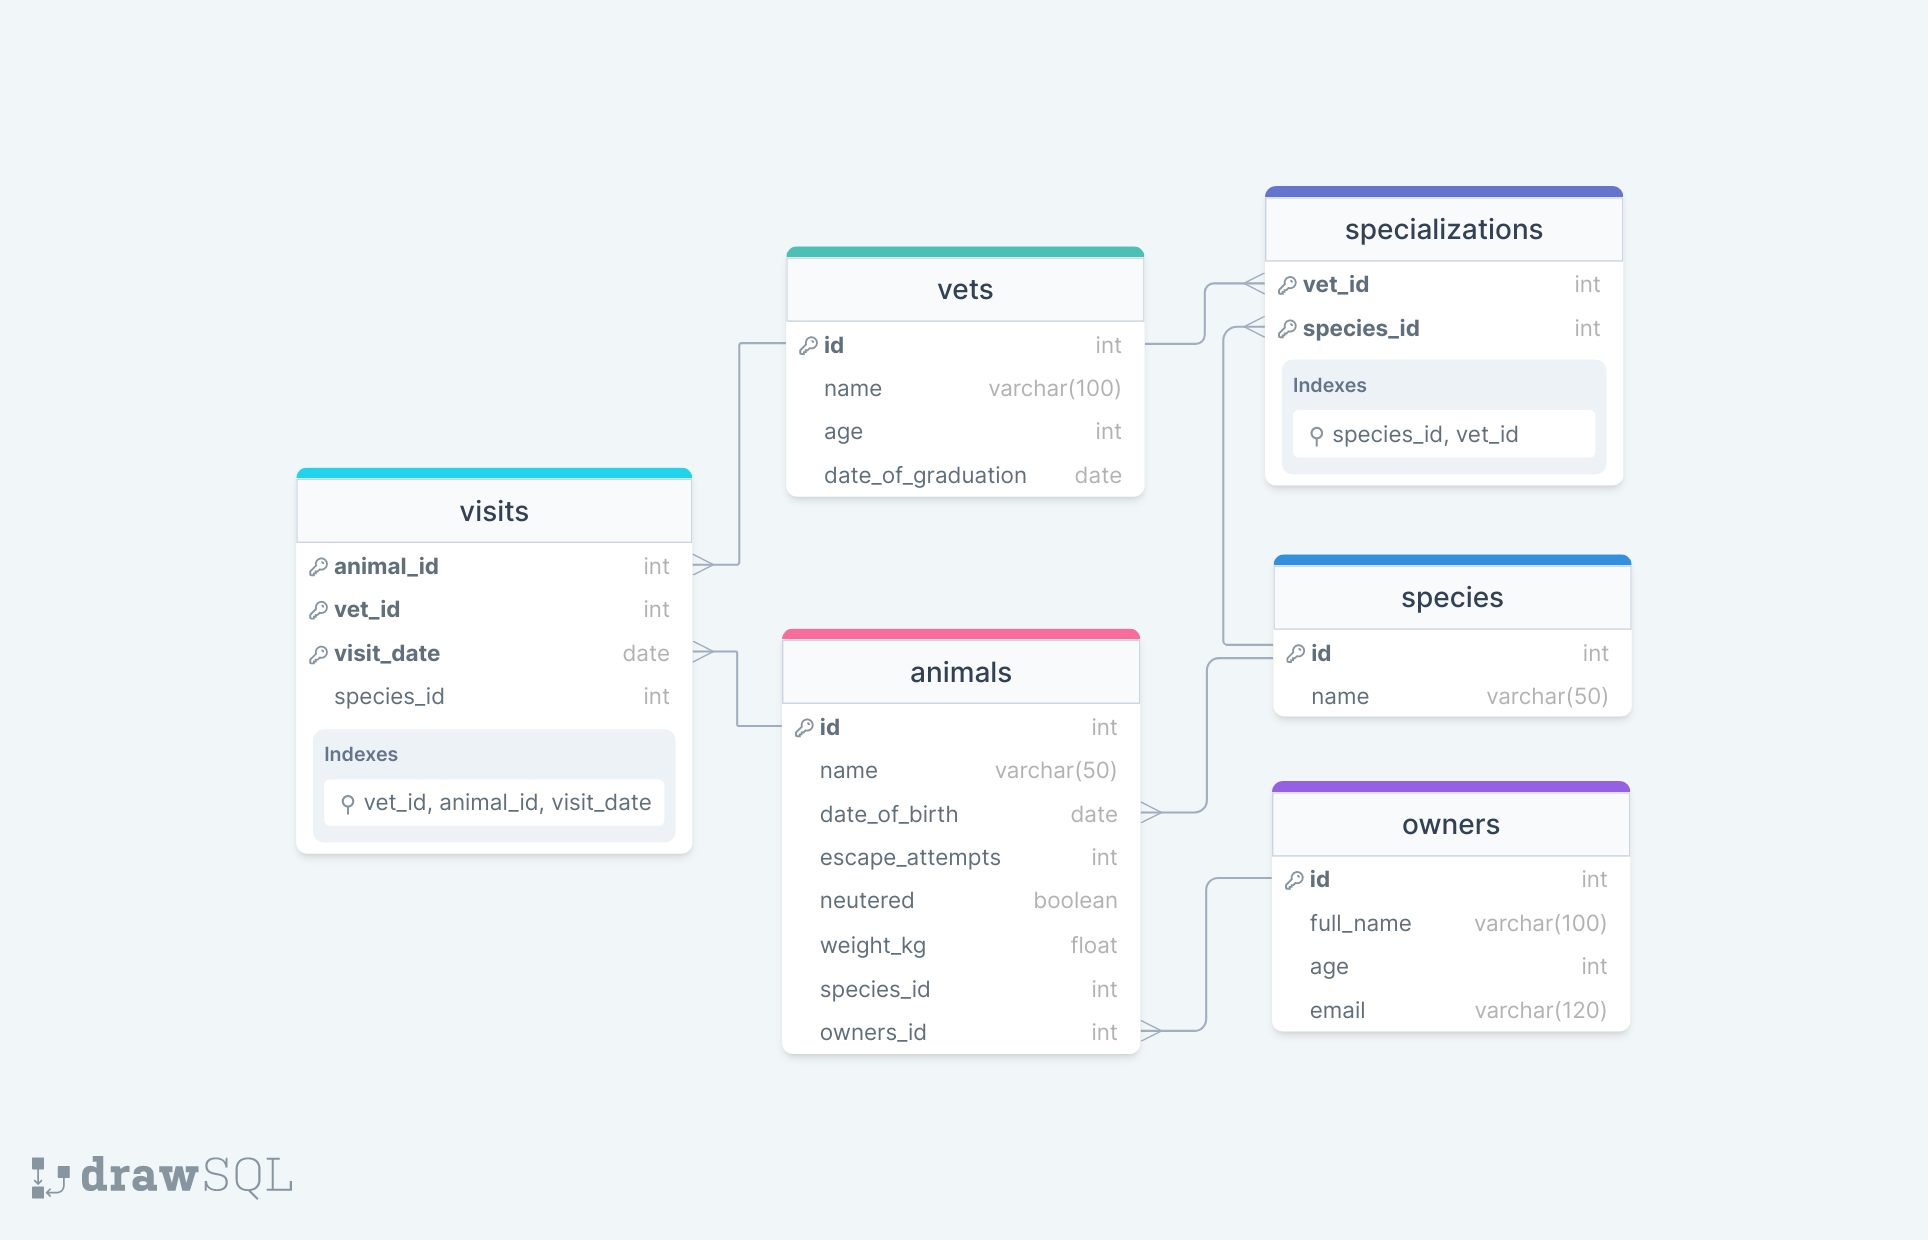 specializations
vet_id int
species_id int
Indexes
species_id, vet_id
vets
id int
name varchar(100)
age int
date_of_graduation date
visits
animal_id int
vet_id int
visit_date date
species_id int
Indexes
vet_id, animal_id, visit_date
species
id int
name varchar(50)
animals
id int
name varchar(50)
date_of_birth date
escape_attempts int
neutered boolean
weight_kg float
species_id int
owners_id int
owners
id int
full_name varchar(100)
age int
email varchar(120)
drawSQL